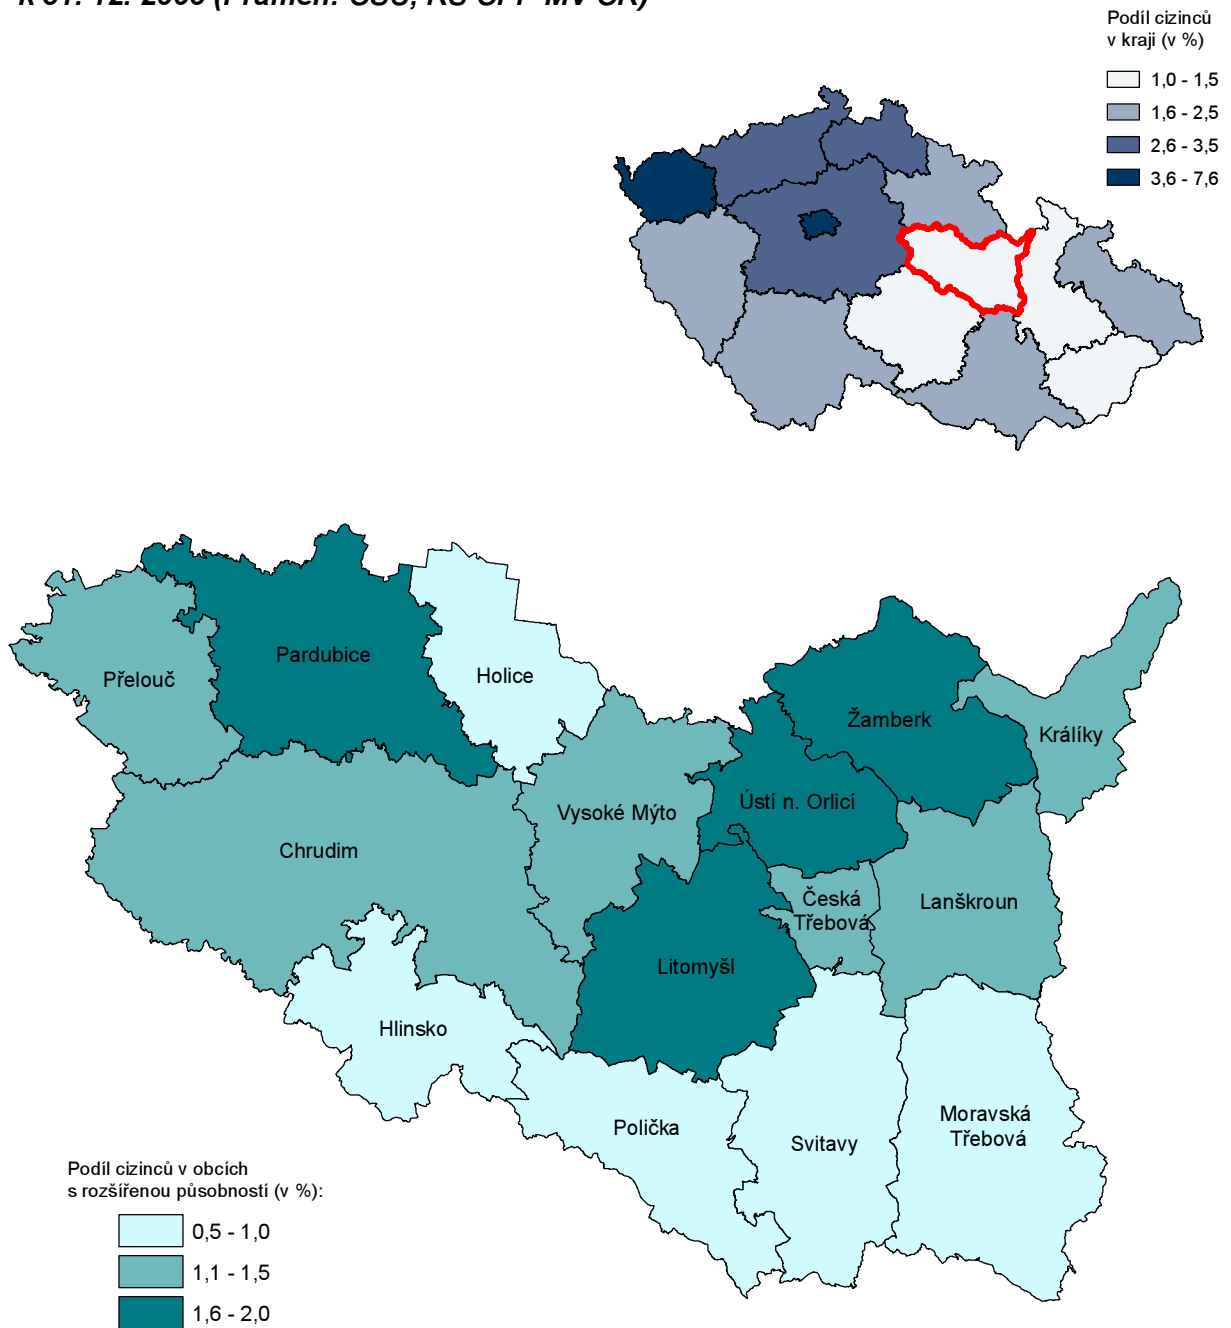 Podíl cizinců
v kraji (v %)
1,0 - 1,5
1,6 - 2,5
2,6 - 3,5
3,6 - 7,6
Pardubice
Přelouč
Holice
Žamberk
Králíky
Ústí n. Orlicí
Vysoké Mýto
Chrudim
Česká
Třebová
Lanškroun
Litomyšl
Hlinsko
Moravská
Třebová
Polička
Svitavy
Podíl cizinců v obcích
s rozšířenou působností (v %):
0,5 - 1,0
1,1 - 1,5
1,6 - 2,0